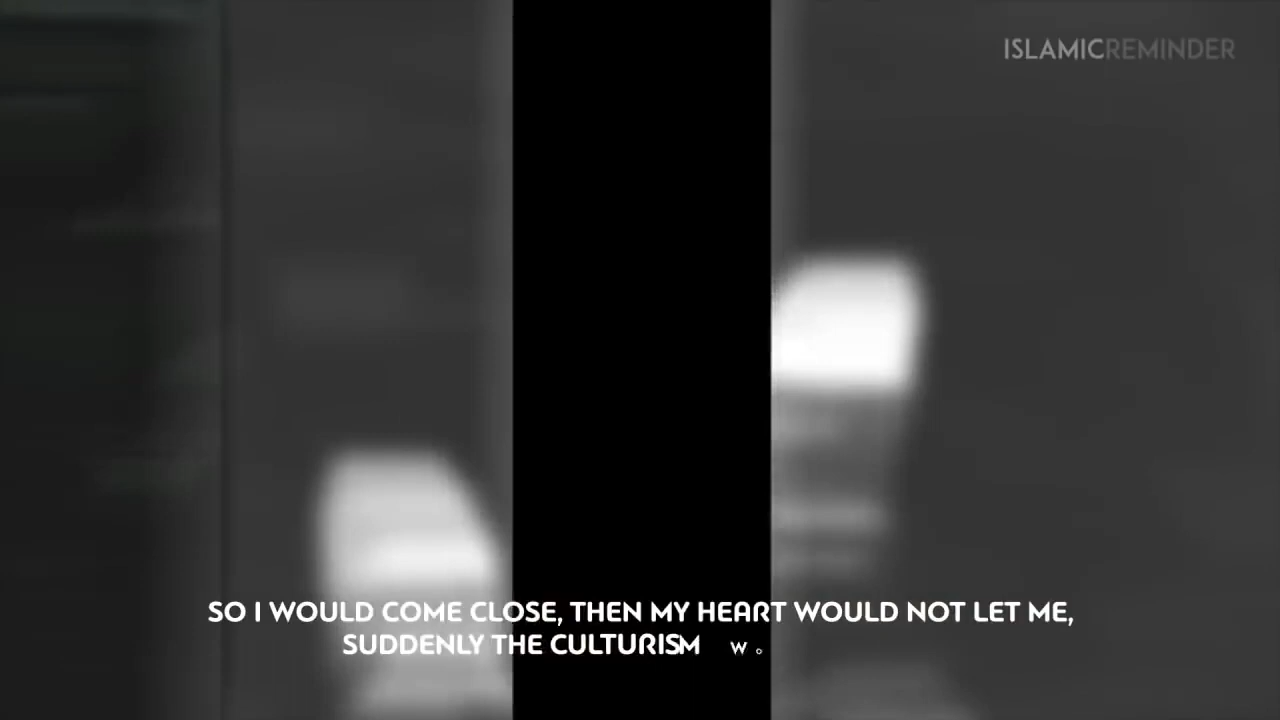 ISLAMICREMINDER
SO I WOULD COME CLOSE, THEN MY HEART WOULD NOT LET ME,
SUDDENLY THE CULTURISM